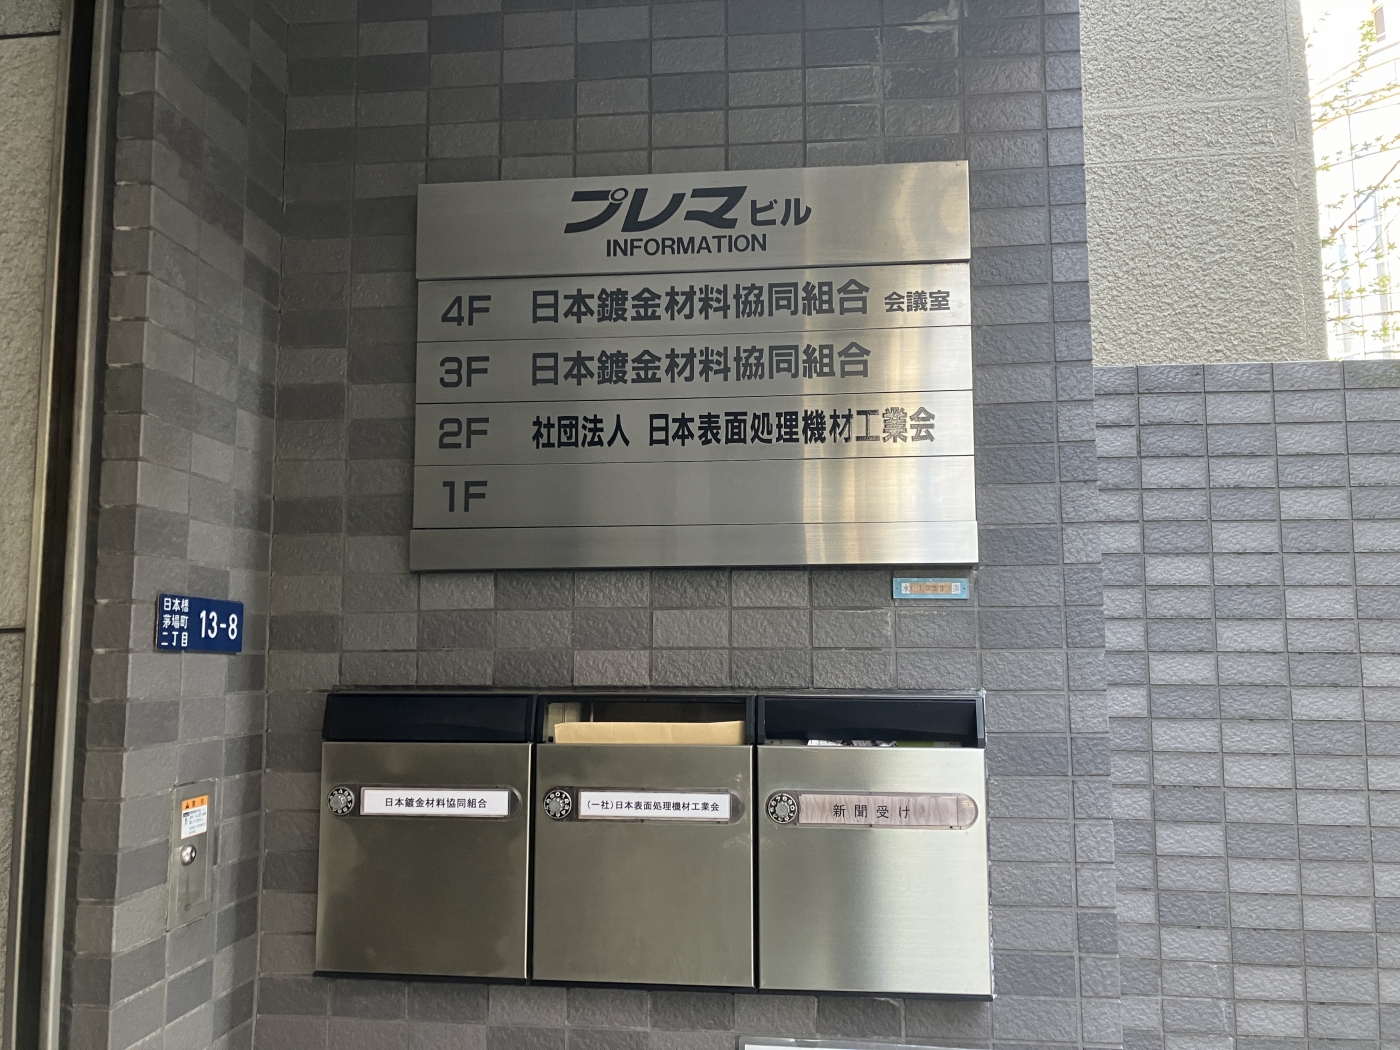 プレマビル
INFORMATION
4F 日本鍍金材料協同組合 会議室
3F 日本鍍金材料協同組合
2F 社団法人 日本表面処理機材工業会
1F
日本橋
茅場町
二丁目
13-8
日本鍍金材料協同組合
(一社)日本表面処理機材工業会
新聞受け